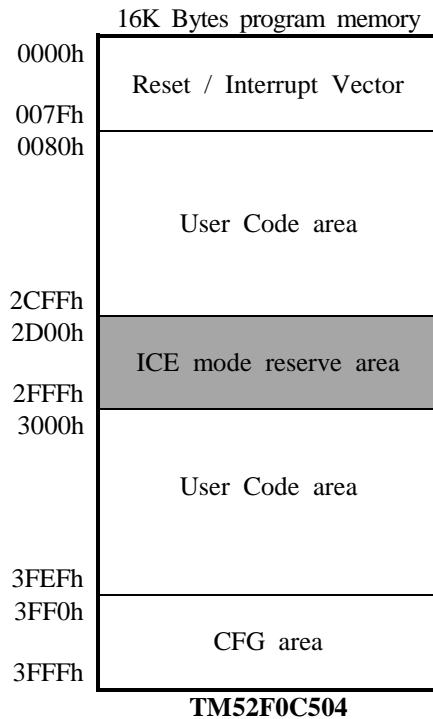 16K Bytes program memory
0000h
Reset / Interrupt Vector
007Fh
0080h
User Code area
2CFFh
2D00h
ICE mode reserve area
2FFFh
3000h
User Code area
3FEFh
3FF0h
CFG area
3FFFh
TM52F0C504